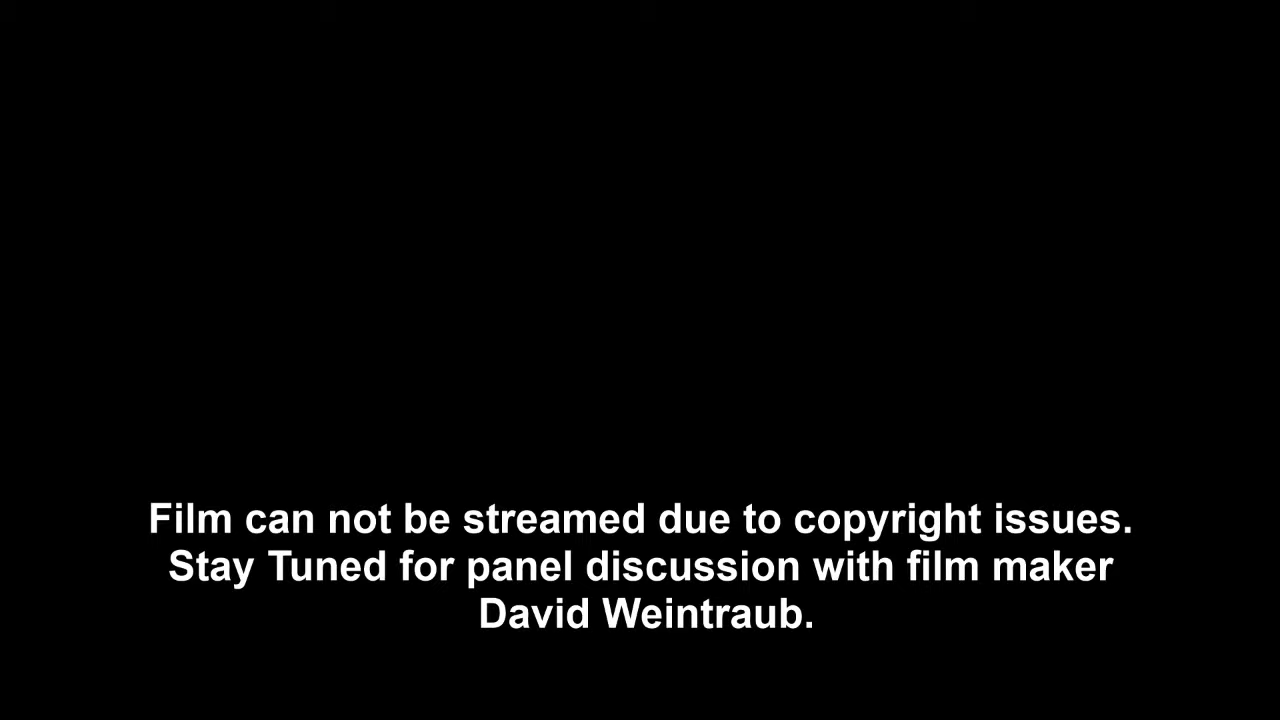 Film can not be streamed due to copyright issues.
Stay Tuned for panel discussion with film maker
David Weintraub.